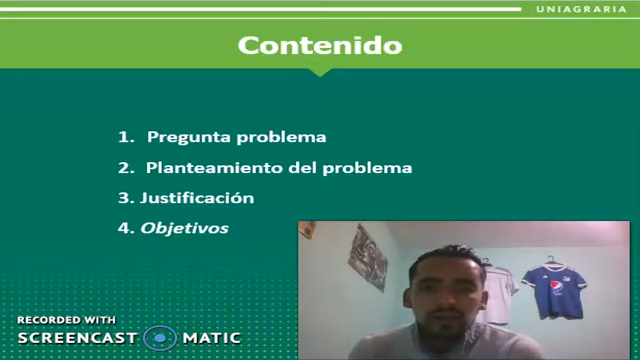 UNIAGRARIA
Contenido
1. Pregunta problema
2. Planteamiento del problema
3. Justificación
4. Objetivos
RECORDED WITH
SCREENCAST MATIC